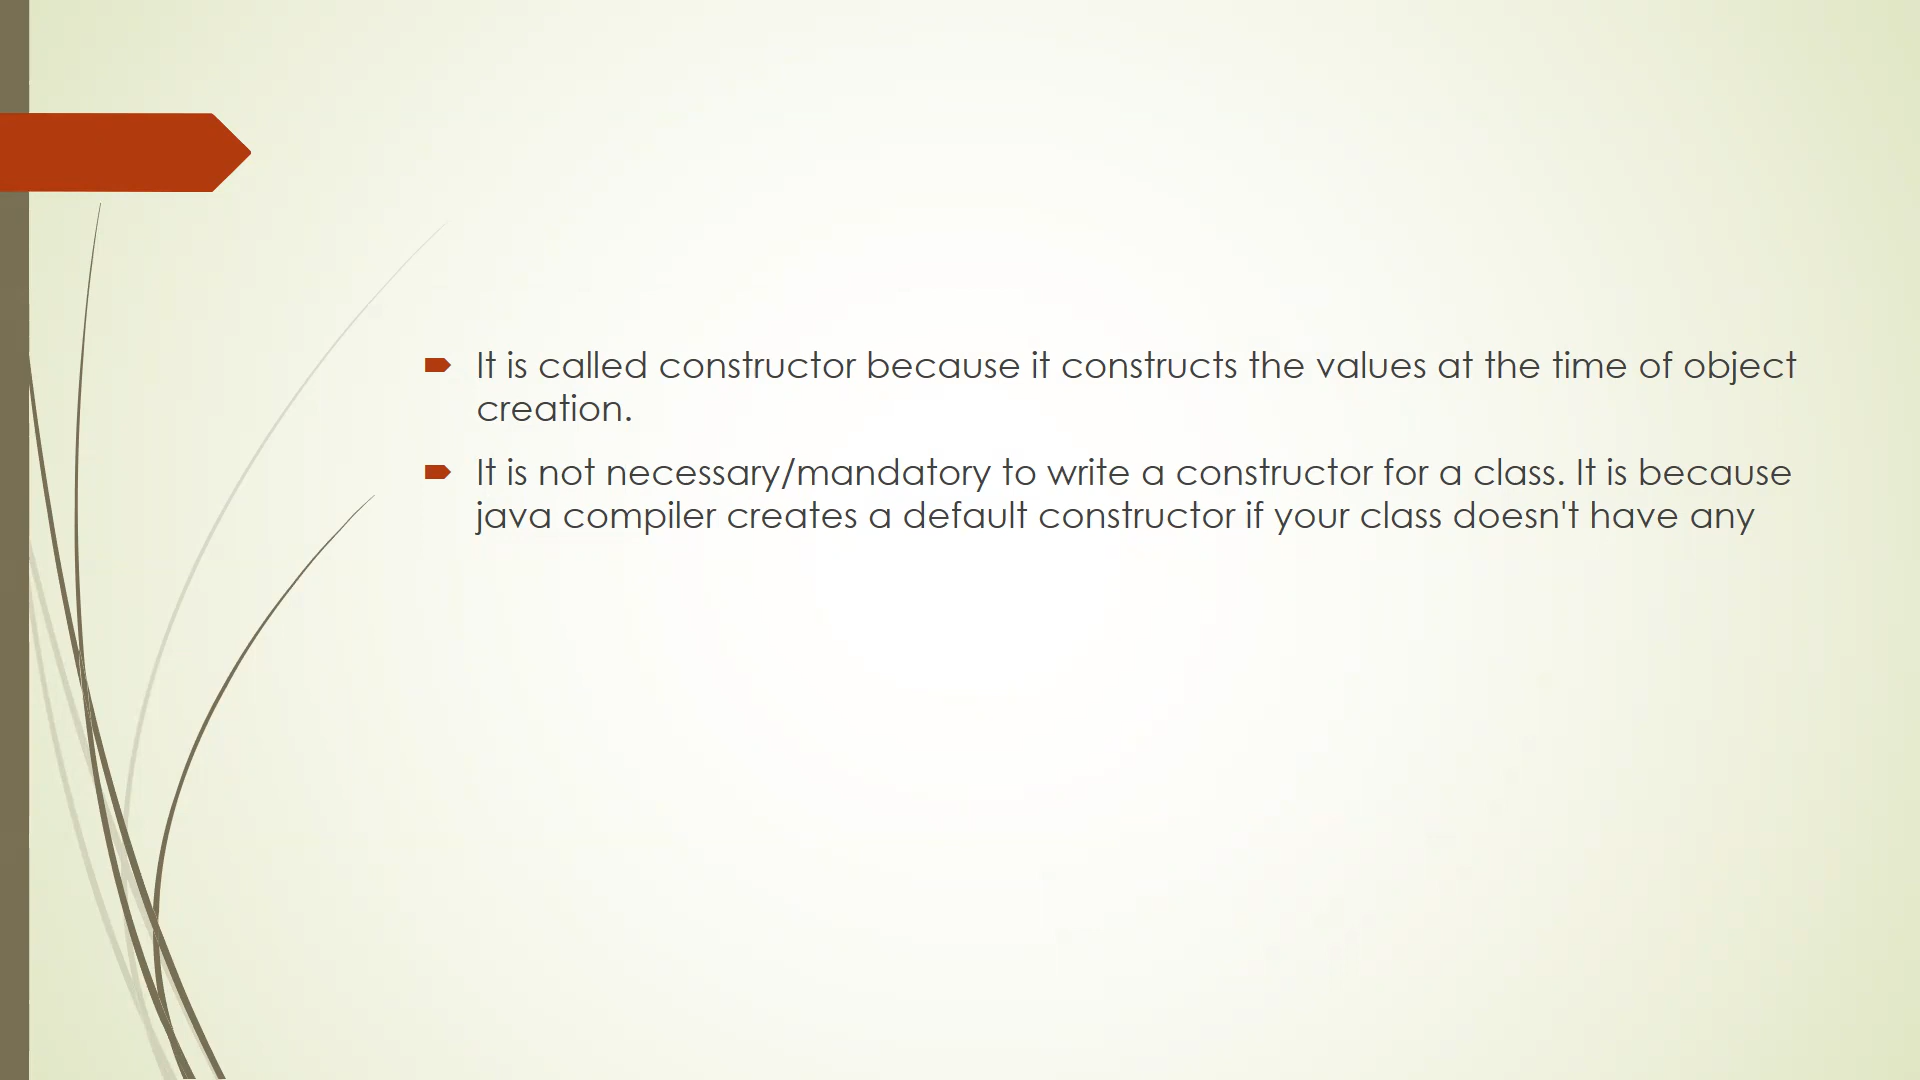 It is called constructor because it constructs the values at the time of object
creation.
It is not necessary/mandatory to write a constructor for a class. It is because
java compiler creates a default constructor if your class doesn't have any